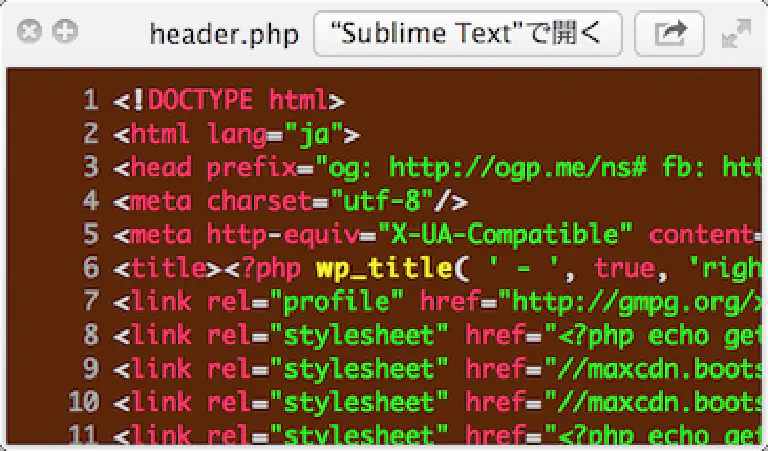 header.php “Sublime Text”で開く
1 <!DOCTYPE html>
2 <html lang="ja">
3 <head prefix="og: http://ogp.me/ns# fb: htt
4 <meta charset="utf-8"/>
5 <meta http-equiv="X-UA-Compatible" content=
6 <title><?php wp_title( ' - ', true, 'righ
7 <link rel="profile" href="http://gmpg.org/x
8 <link rel="stylesheet" href="<?php echo get
9 <link rel="stylesheet" href="//maxcdn.boots
10 <link rel="stylesheet" href="//maxcdn.boots
11 <link rel="stylesheet" href="<?php echo get